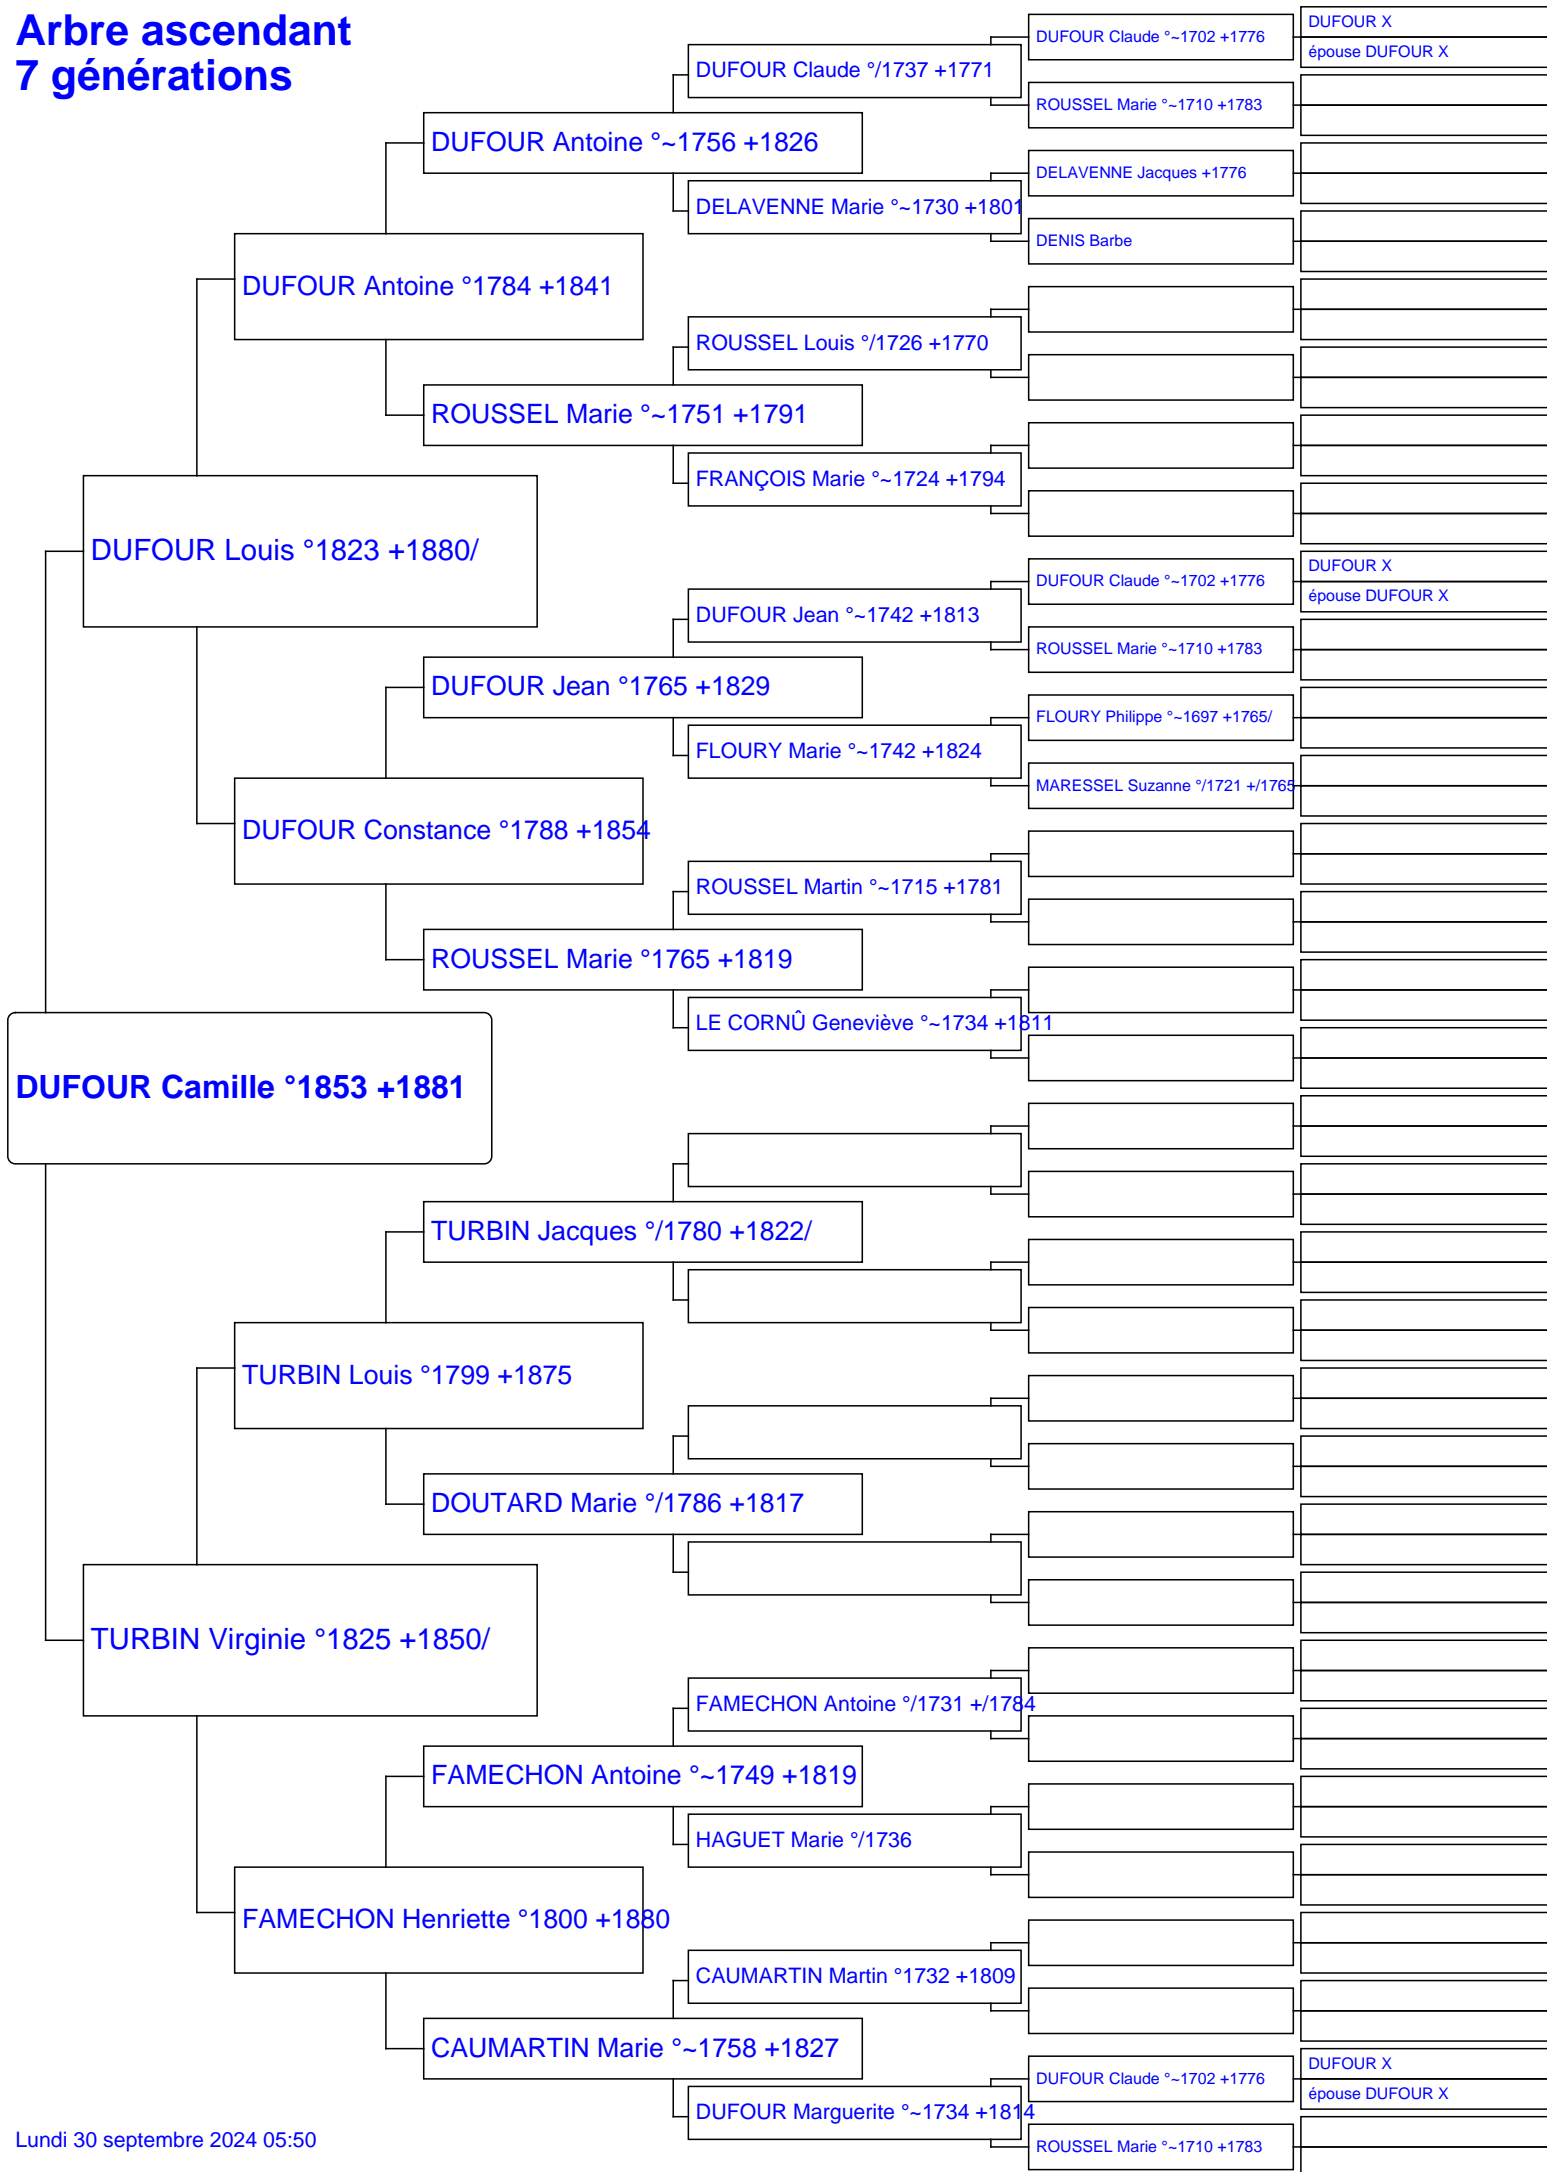 Arbre ascendant
7 générations
DUFOUR X
DUFOUR Claude °~1702 +1776
épouse DUFOUR X
DUFOUR Claude °/1737 +1771
ROUSSEL Marie °~1710 +1783
DUFOUR Antoine °~1756 +1826
DELAVENNE Jacques +1776
DELAVENNE Marie °~1730 +1801
DENIS Barbe
DUFOUR Antoine °1784 +1841
ROUSSEL Louis °/1726 +1770
ROUSSEL Marie °~1751 +1791
FRANÇOIS Marie °~1724 +1794
DUFOUR Louis °1823 +1880/
DUFOUR X
DUFOUR Claude °~1702 +1776
épouse DUFOUR X
DUFOUR Jean °~1742 +1813
ROUSSEL Marie °~1710 +1783
DUFOUR Jean °1765 +1829
FLOURY Philippe °~1697 +1765/
FLOURY Marie °~1742 +1824
MARESSEL Suzanne °/1721 +/1765
DUFOUR Constance °1788 +1854
ROUSSEL Martin °~1715 +1781
ROUSSEL Marie °1765 +1819
LE CORNÛ Geneviève °~1734 +1811
DUFOUR Camille °1853 +1881
TURBIN Jacques °/1780 +1822/
TURBIN Louis °1799 +1875
DOUTARD Marie °/1786 +1817
TURBIN Virginie °1825 +1850/
FAMECHON Antoine °/1731 +/1784
FAMECHON Antoine °~1749 +1819
HAGUET Marie °/1736
FAMECHON Henriette °1800 +1880
CAUMARTIN Martin °1732 +1809
CAUMARTIN Marie °~1758 +1827
DUFOUR X
DUFOUR Claude °~1702 +1776
épouse DUFOUR X
DUFOUR Marguerite °~1734 +1814
ROUSSEL Marie °~1710 +1783
Lundi 30 septembre 2024 05:50